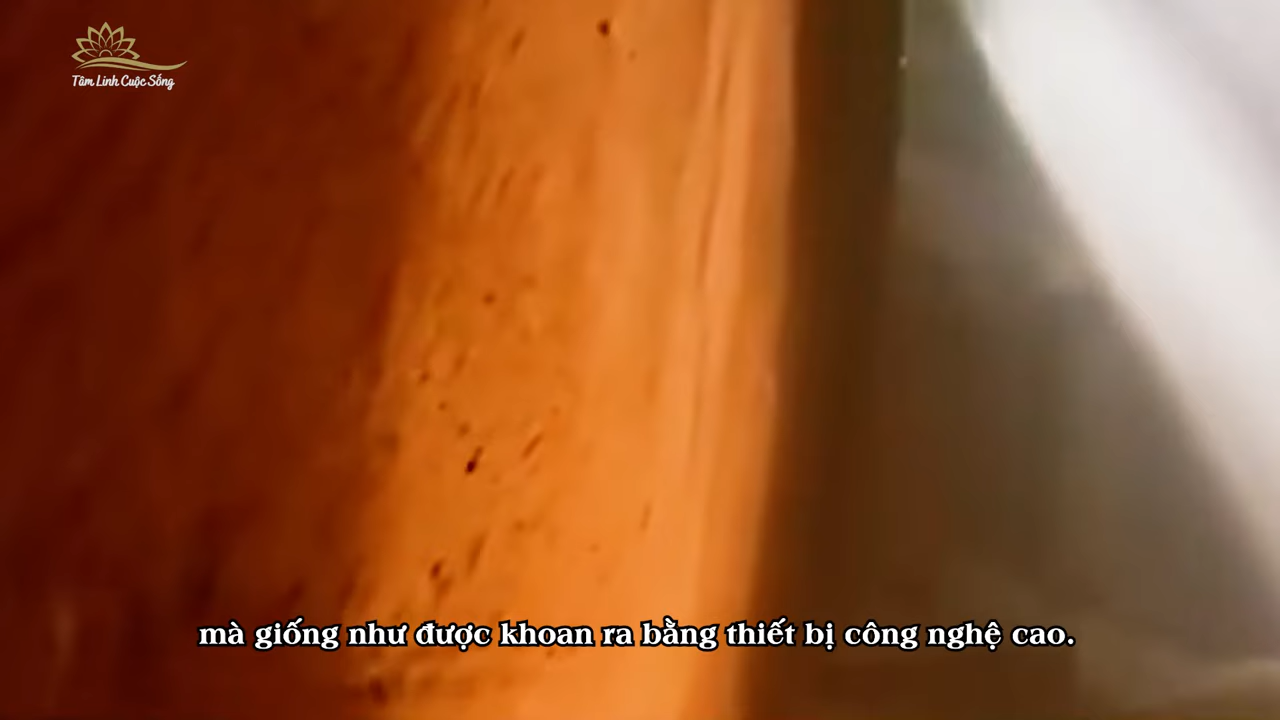 Tâm Linh Cuộc Sống
mà giống như được khoan ra bằng thiết bị công nghệ cao.